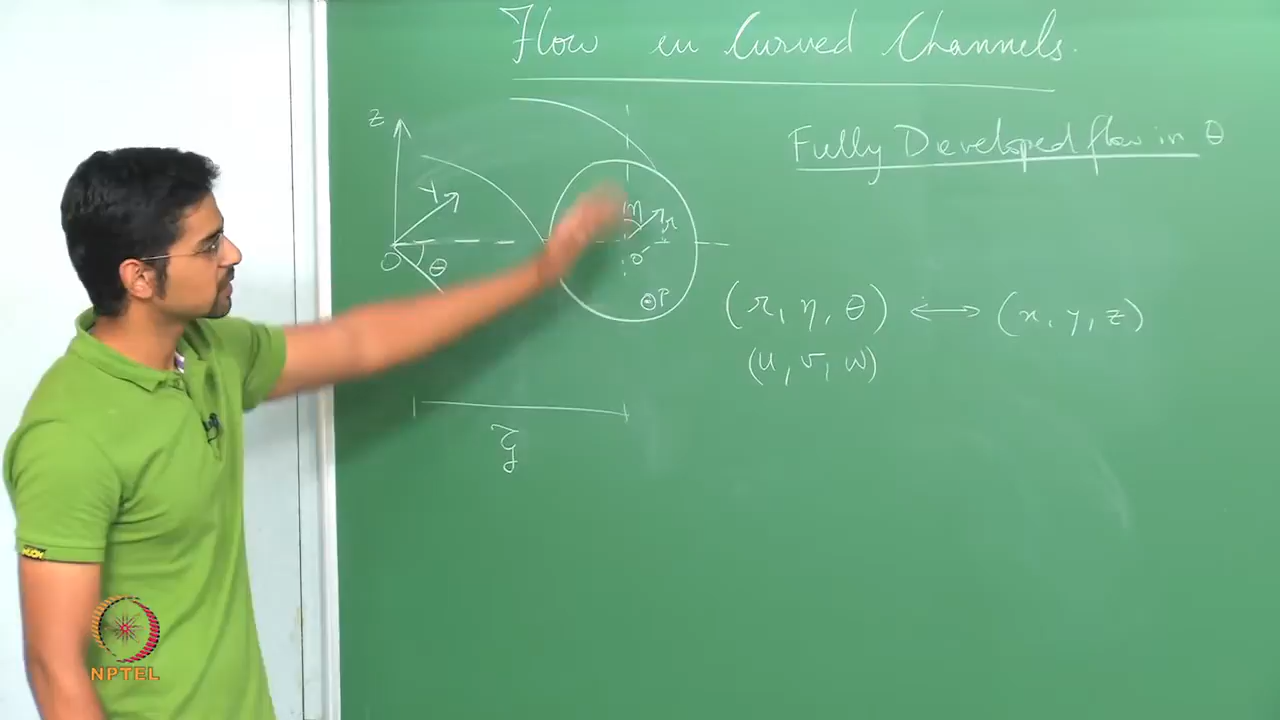 Flow in Curved Channels.
Fully Developed flow in θ
z
y
η
r
O
θ
o
P
(r, η, θ) ⟷ (x, y, z)
(u, v, w)
NPTEL